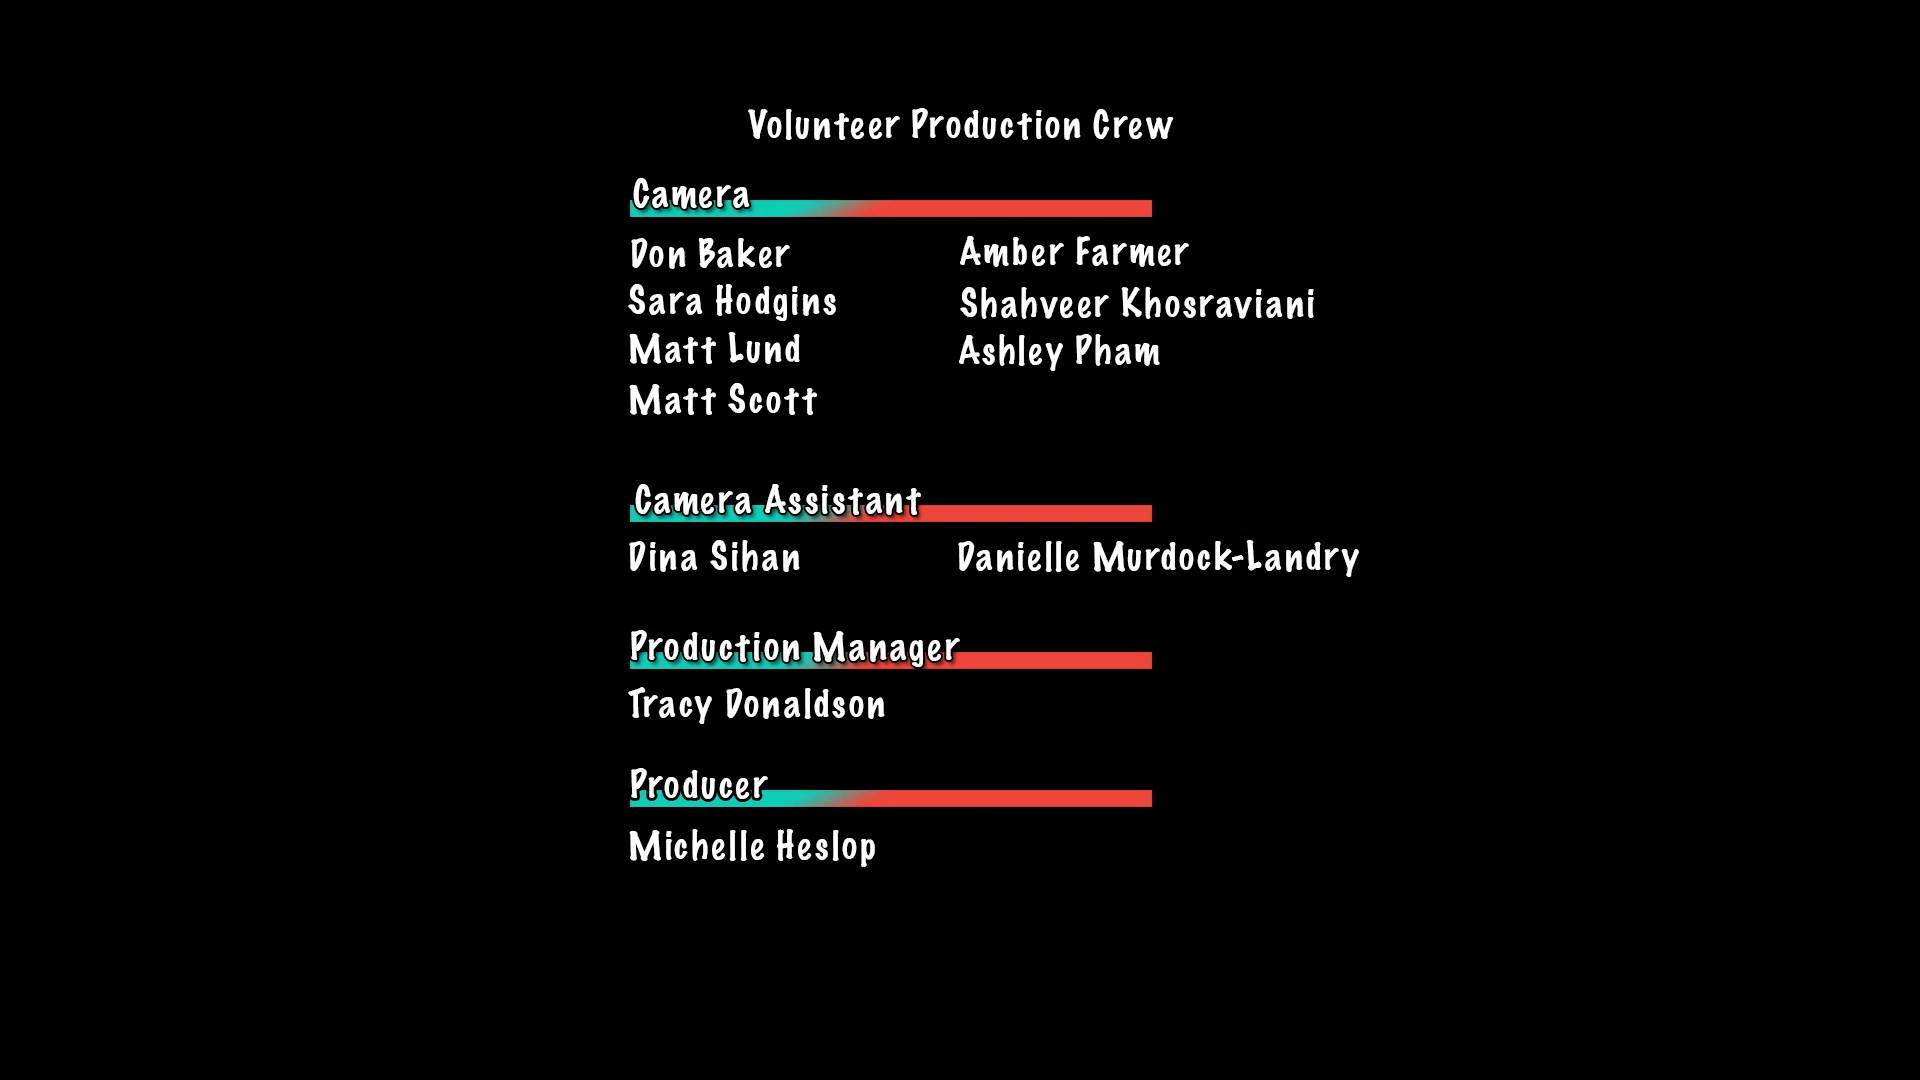 Volunteer Production Crew
Camera
Don Baker
Sara Hodgins
Matt Lund
Matt Scott
Amber Farmer
Shahveer Khosraviani
Ashley Pham
Camera Assistant
Dina Sihan
Danielle Murdock-Landry
Production Manager
Tracy Donaldson
Producer
Michelle Heslop